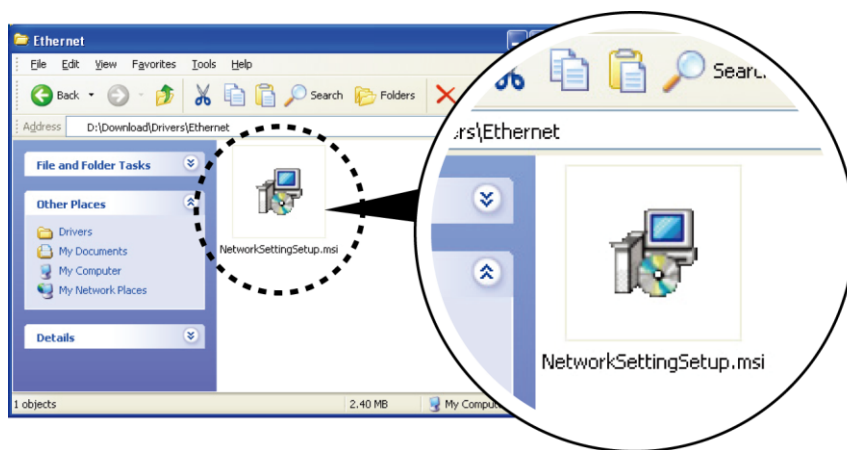 Ethernet
File Edit View Favorites Tools Help
Back Search Folders
Address D:\Download\Drivers\Ethernet
File and Folder Tasks
Other Places
Drivers
My Documents
My Computer
My Network Places
Details
NetworkSettingSetup.msi
1 objects 2.40 MB My Comput
Searc
ers\Ethernet
NetworkSettingSetup.msi